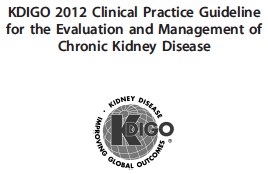 KDIGO 2012 Clinical Practice Guideline
for the Evaluation and Management of
Chronic Kidney Disease
KIDNEY DISEASE
KDIGO
®
IMPROVING GLOBAL OUTCOMES